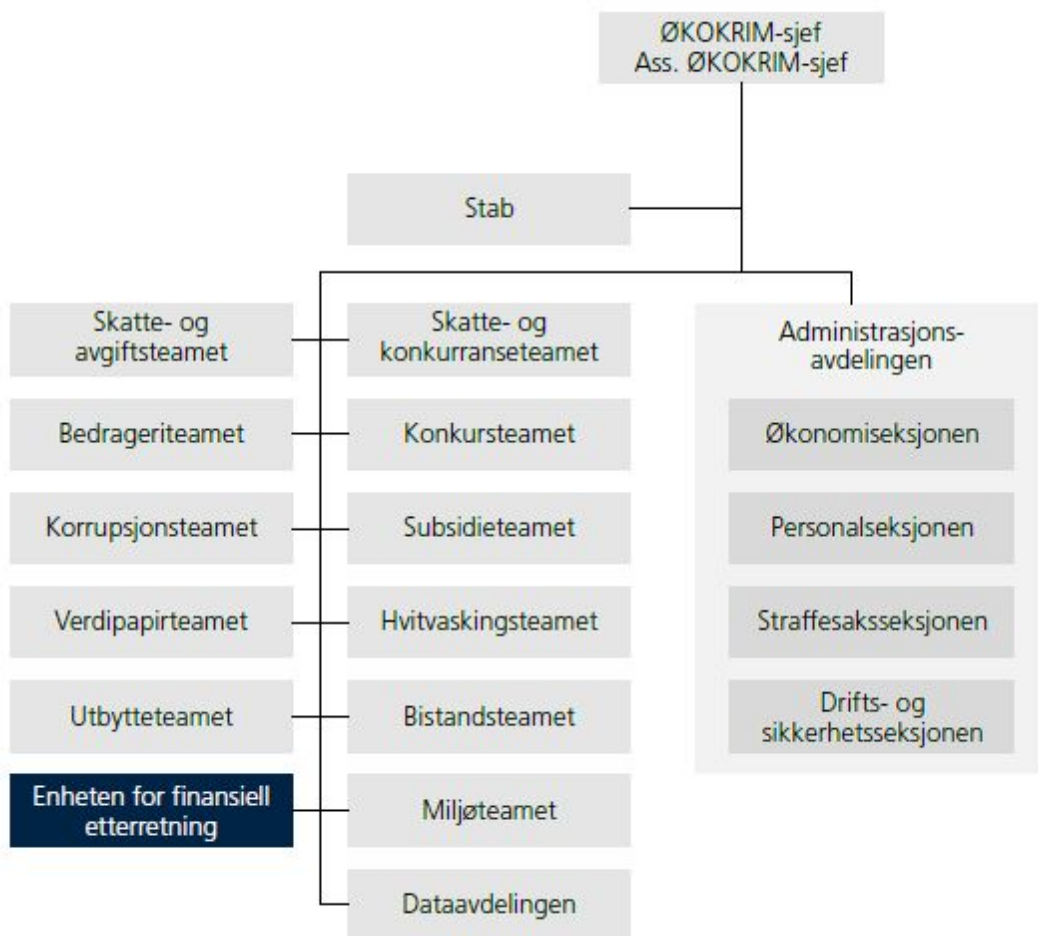 ØKOKRIM-sjef
Ass. ØKOKRIM-sjef
Stab
Skatte- og
avgiftsteamet
Skatte- og
konkurranseteamet
Administrasjons-
avdelingen
Bedrageriteamet
Konkursteamet
Økonomiseksjonen
Korrupsjonsteamet
Subsidieteamet
Personalseksjonen
Verdipapirteamet
Hvitvaskingsteamet
Straffesaksseksjonen
Utbytteteamet
Bistandsteamet
Drifts- og
sikkerhetsseksjonen
Enheten for finansiell
etterretning
Miljøteamet
Dataavdelingen